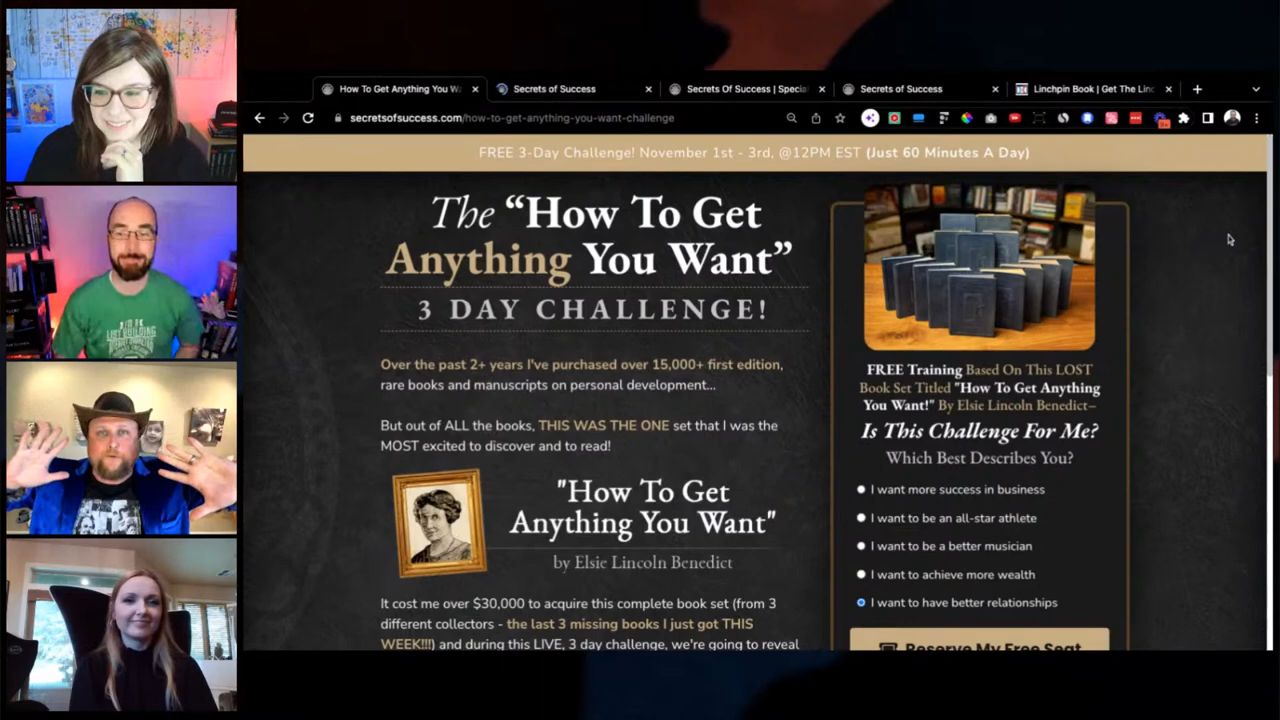 How To Get Anything You Wa
Secrets of Success
Secrets Of Success | Special
Secrets of Success
Linchpin Book | Get The Linc
secretsofsuccess.com/how-to-get-anything-you-want-challenge
FREE 3-Day Challenge! November 1st - 3rd, @12PM EST (Just 60 Minutes A Day)
The “How To Get
Anything You Want”
3 DAY CHALLENGE!
Over the past 2+ years I've purchased over 15,000+ first edition,
rare books and manuscripts on personal development...
But out of ALL the books, THIS WAS THE ONE set that I was the
MOST excited to discover and to read!
"How To Get
Anything You Want"
by Elsie Lincoln Benedict
It cost me over $30,000 to acquire this complete book set (from 3
different collectors - the last 3 missing books I just got THIS
WEEK!!!) and during this LIVE, 3 day challenge, we're going to reveal
FREE Training Based On This LOST
Book Set Titled "How To Get Anything
You Want!" By Elsie Lincoln Benedict–
Is This Challenge For Me?
Which Best Describes You?
I want more success in business
I want to be an all-star athlete
I want to be a better musician
I want to achieve more wealth
I want to have better relationships
Reserve My Free Seat
LIST BUILDING